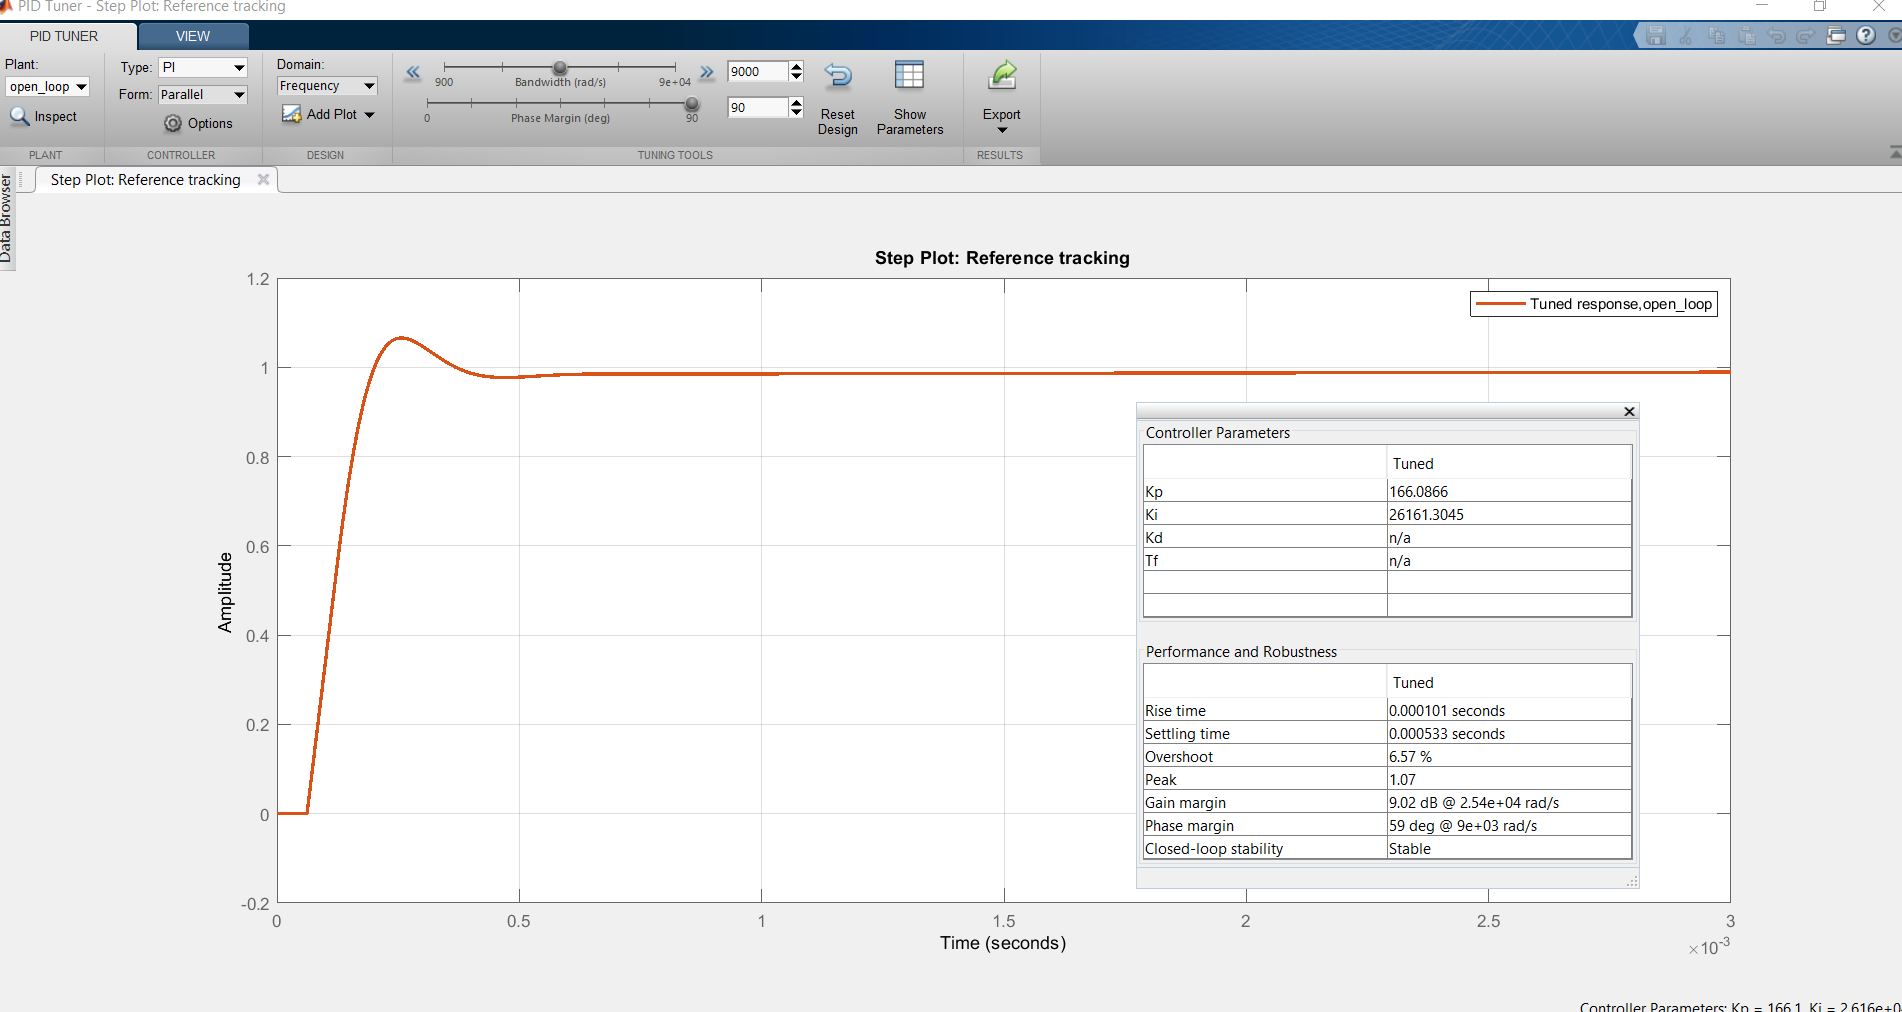 PID Tuner - Step Plot: Reference tracking
PID TUNER
VIEW
Plant:
open_loop
Inspect
PLANT
Type: PI
Form: Parallel
Options
CONTROLLER
Domain:
Frequency
Add Plot
DESIGN
900
Bandwidth (rad/s)
9e+04
9000
0
Phase Margin (deg)
90
90
Reset
Design
Show
Parameters
TUNING TOOLS
Export
RESULTS
Data Browser
Step Plot: Reference tracking
Step Plot: Reference tracking
Tuned response,open_loop
Amplitude
1.2
1
0.8
0.6
0.4
0.2
0
-0.2
0
0.5
1
1.5
2
2.5
3
×10-3
Time (seconds)
Controller Parameters
Tuned
Kp 166.0866
Ki 26161.3045
Kd n/a
Tf n/a
Performance and Robustness
Tuned
Rise time 0.000101 seconds
Settling time 0.000533 seconds
Overshoot 6.57 %
Peak 1.07
Gain margin 9.02 dB @ 2.54e+04 rad/s
Phase margin 59 deg @ 9e+03 rad/s
Closed-loop stability Stable
Controller Parameters: Kp = 166.1, Ki = 2.616e+0